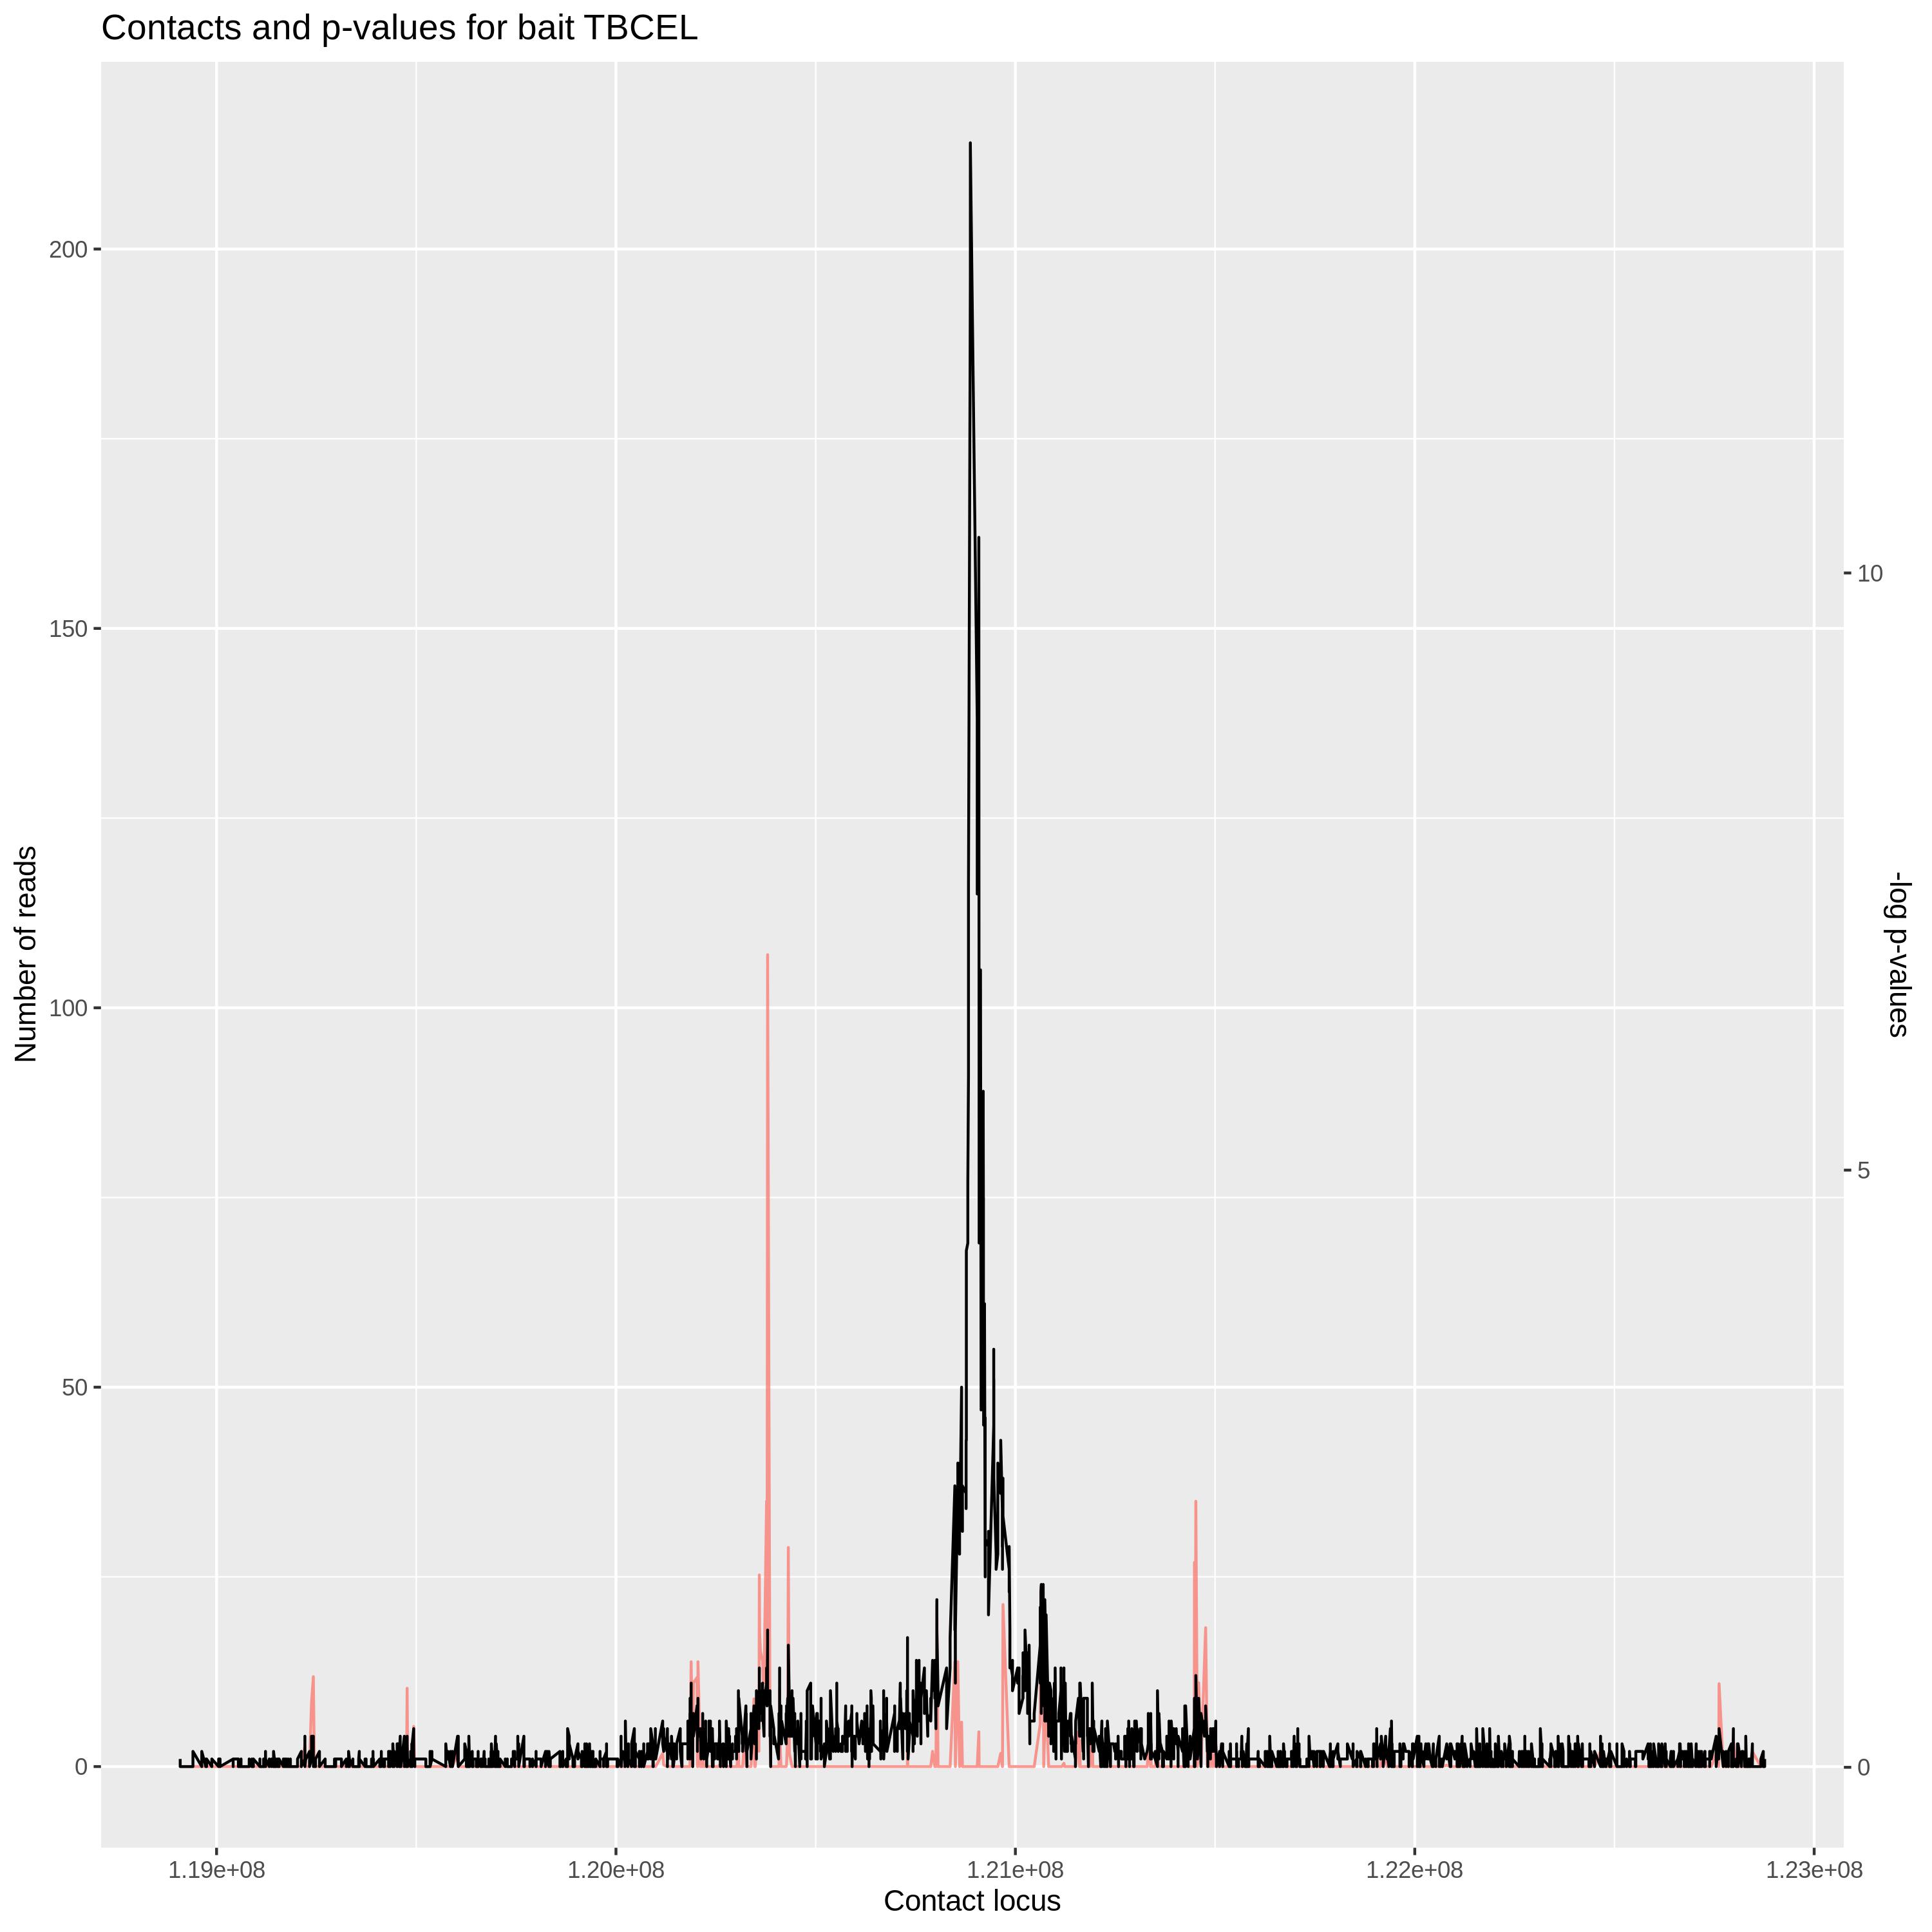 Contacts and p-values for bait TBCEL
200
150
100
50
0
Number of reads
10
5
0
-log p-values
1.19e+08
1.20e+08
1.21e+08
1.22e+08
1.23e+08
Contact locus